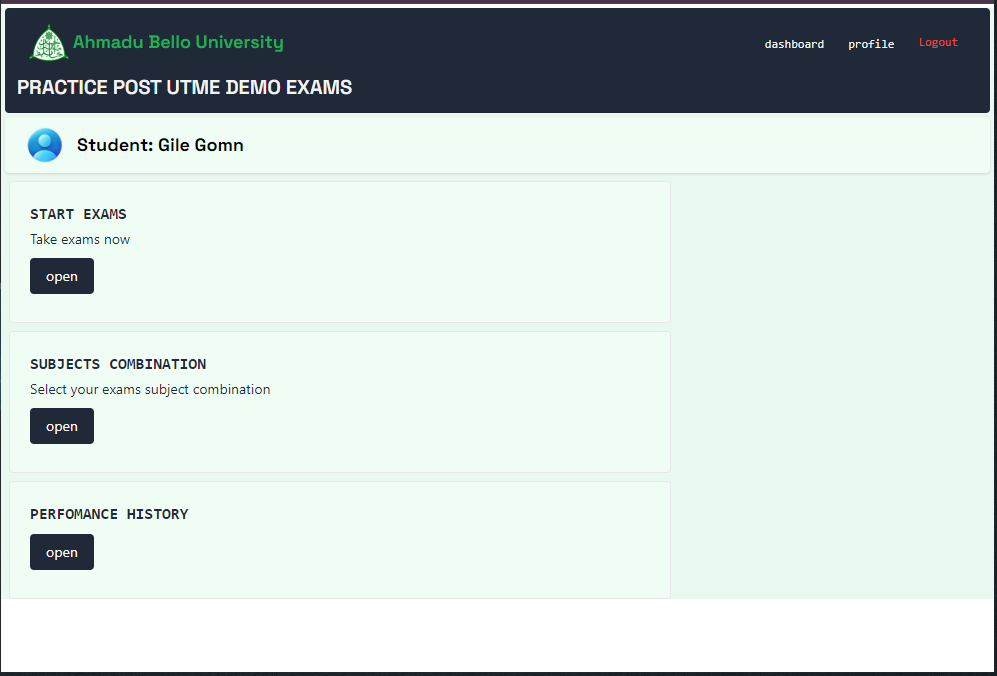 Ahmadu Bello University
dashboard profile Logout
PRACTICE POST UTME DEMO EXAMS
Student: Gile Gomn
START EXAMS
Take exams now
open
SUBJECTS COMBINATION
Select your exams subject combination
open
PERFOMANCE HISTORY
open